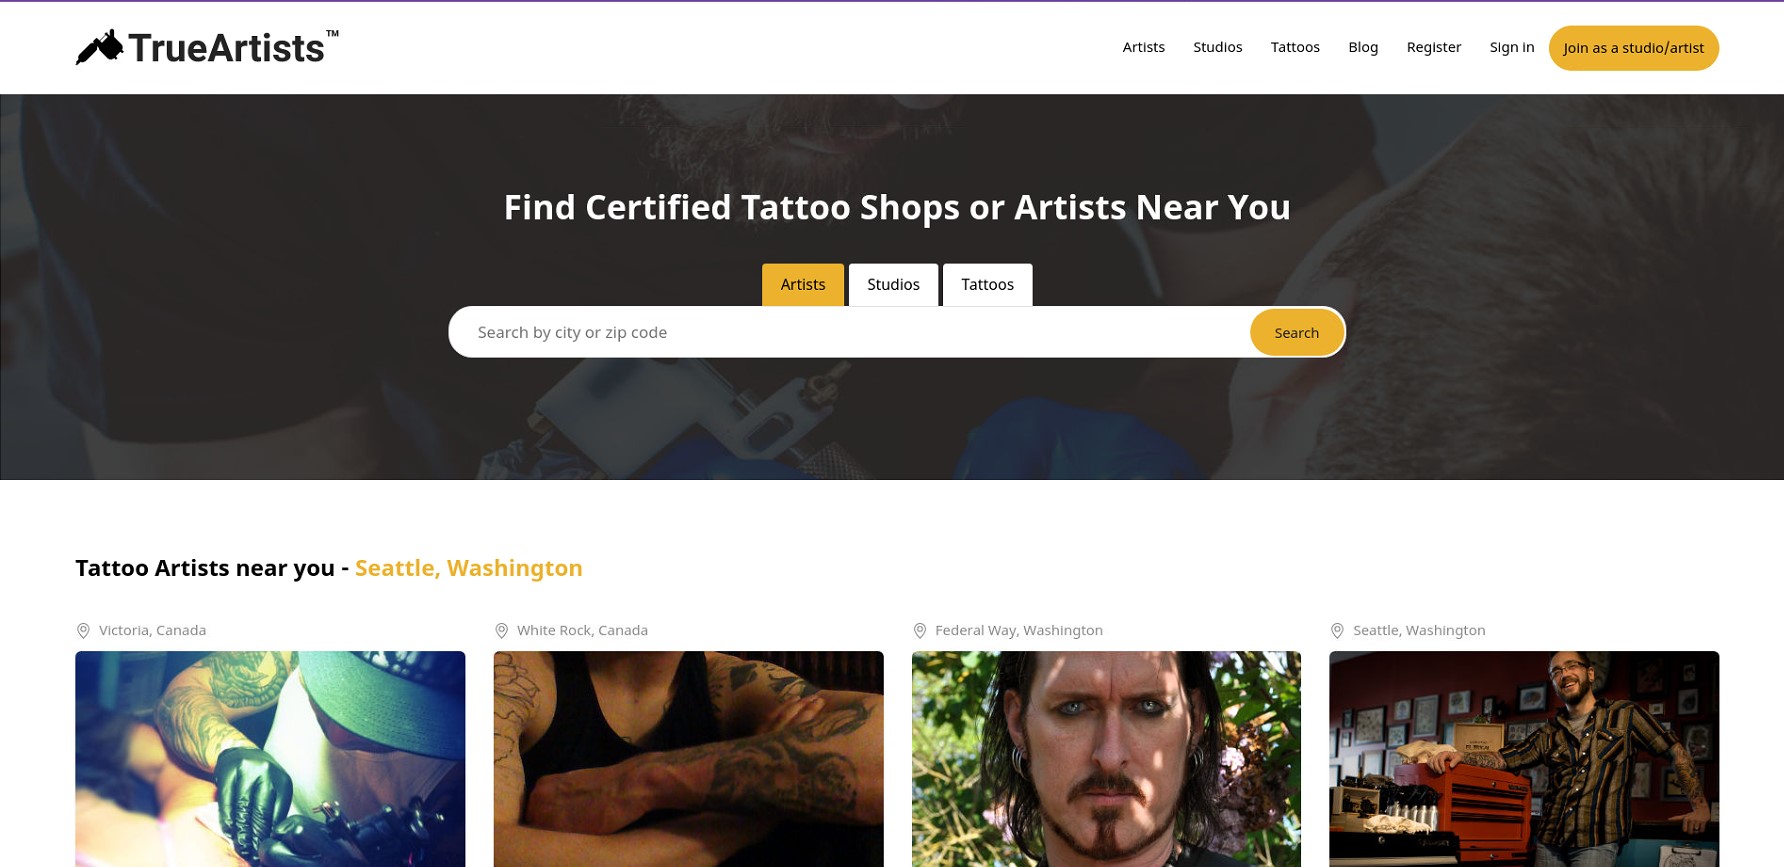 TrueArtists™
Artists Studios Tattoos Blog Register Sign in Join as a studio/artist
Find Certified Tattoo Shops or Artists Near You
Artists Studios Tattoos
Search by city or zip code Search
Tattoo Artists near you - Seattle, Washington
Victoria, Canada White Rock, Canada Federal Way, Washington Seattle, Washington